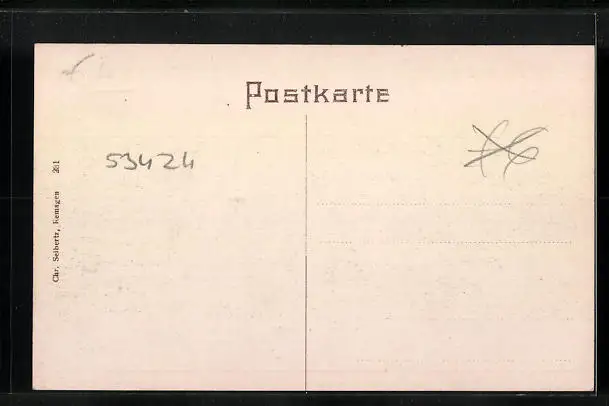 Postkarte
53424
Chr. Seibertz, Remagen 261